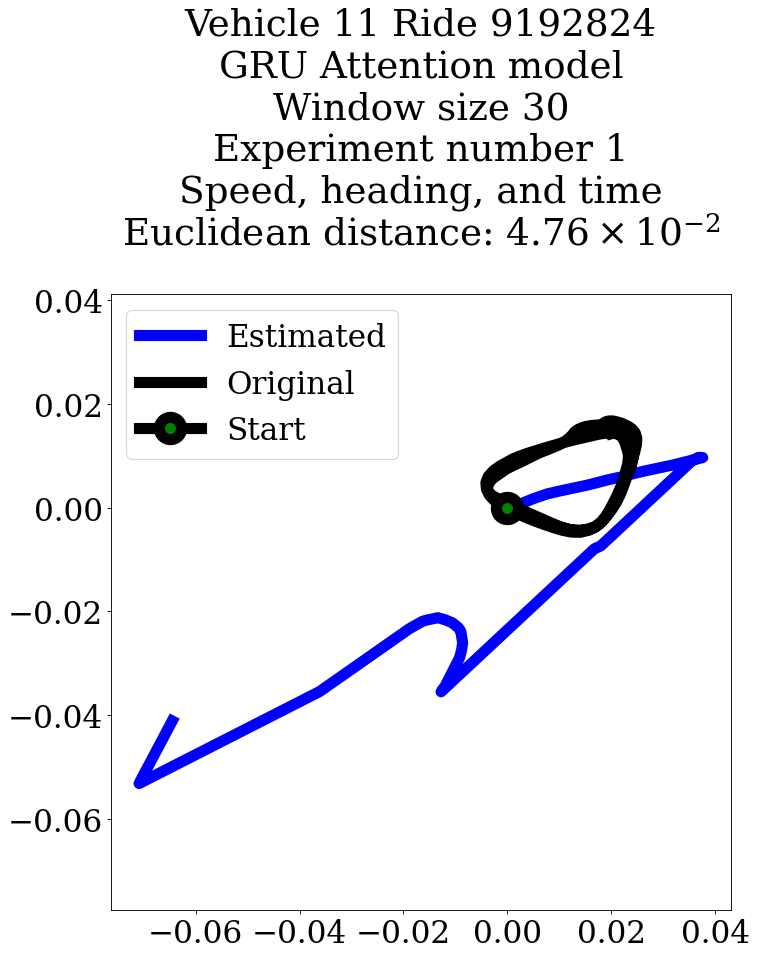 Vehicle 11 Ride 9192824
GRU Attention model
Window size 30
Experiment number 1
Speed, heading, and time
Euclidean distance: 4.76 × 10⁻²
Estimated
Original
Start
0.04
0.02
0.00
−0.02
−0.04
−0.06
−0.06 −0.04 −0.02 0.00 0.02 0.04